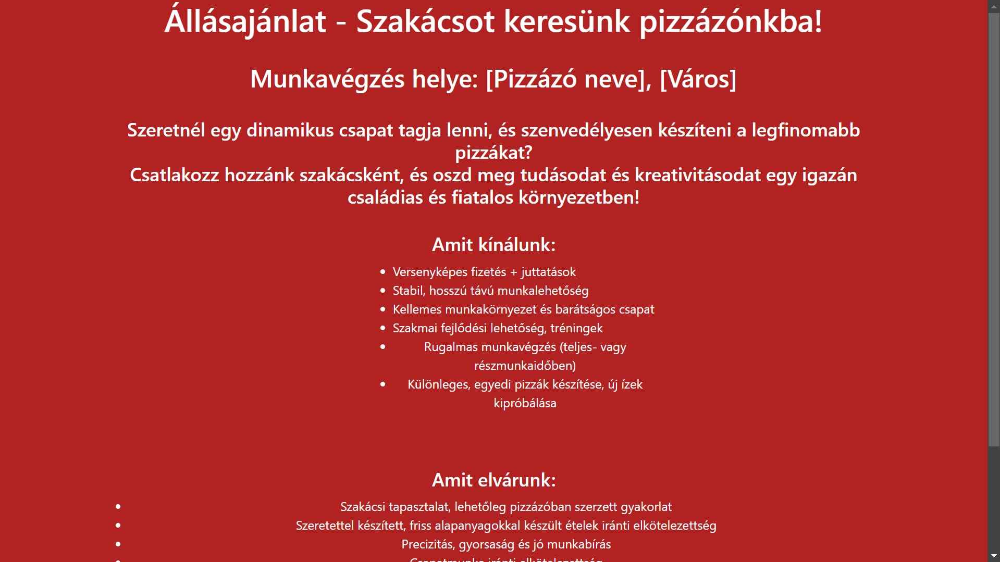 Állásajánlat - Szakácsot keresünk pizzázónkba!
Munkavégzés helye: [Pizzázó neve], [Város]
Szeretnél egy dinamikus csapat tagja lenni, és szenvedélyesen készíteni a legfinomabb
pizzákat?
Csatlakozz hozzánk szakácsként, és oszd meg tudásodat és kreativitásodat egy igazán
családias és fiatalos környezetben!
Amit kínálunk:
• Versenyképes fizetés + juttatások
• Stabil, hosszú távú munkalehetőség
• Kellemes munkakörnyezet és barátságos csapat
• Szakmai fejlődési lehetőség, tréningek
• Rugalmas munkavégzés (teljes- vagy
részmunkaidőben)
• Különleges, egyedi pizzák készítése, új ízek
kipróbálása
Amit elvárunk:
• Szakácsi tapasztalat, lehetőleg pizzázóban szerzett gyakorlat
• Szeretettel készített, friss alapanyagokkal készült ételek iránti elkötelezettség
• Precizitás, gyorsaság és jó munkabírás
• Csapatmunka iránti elkötelezettség